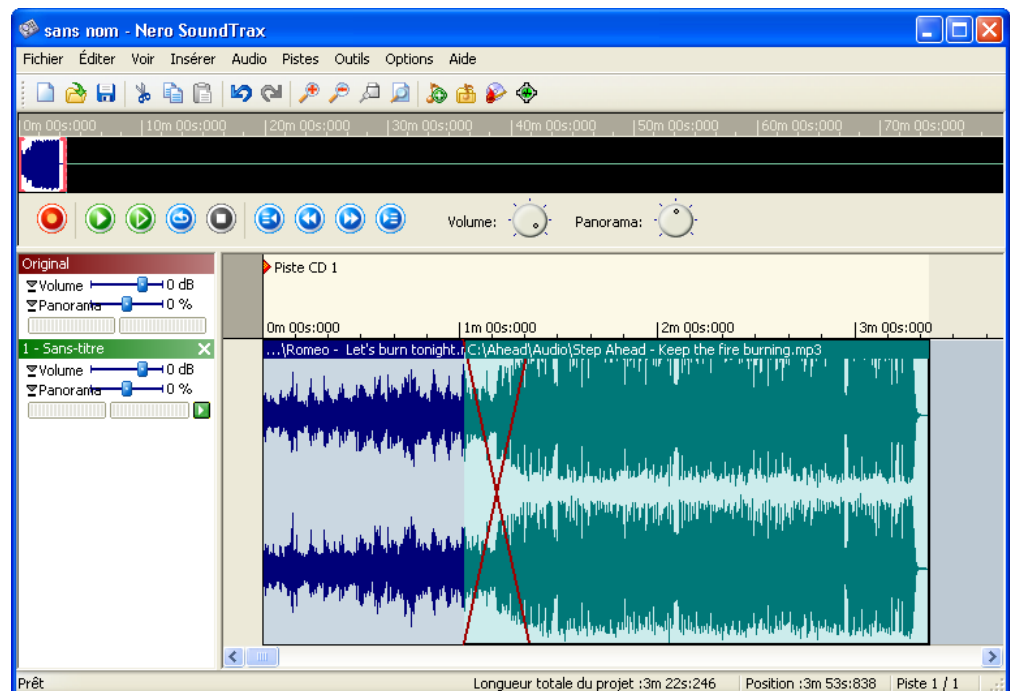 sans nom - Nero SoundTrax
Fichier Éditer Voir Insérer Audio Pistes Outils Options Aide
0m 00s:000 |10m 00s:000 |20m 00s:000 |30m 00s:000 |40m 00s:000 |50m 00s:000 |60m 00s:000 |70m 00s:000
Volume: Panorama:
Original
Volume 0 dB
Panorama 0 %
Piste CD 1
0m 00s:000 |1m 00s:000 |2m 00s:000 |3m 00s:000
1 - Sans-titre
Volume 0 dB
Panorama 0 %
...\Romeo - Let's burn tonight.r
C:\Ahead\Audio\Step Ahead - Keep the fire burning.mp3
Prêt
Longueur totale du projet :3m 22s:246 Position :3m 53s:838 Piste 1 / 1